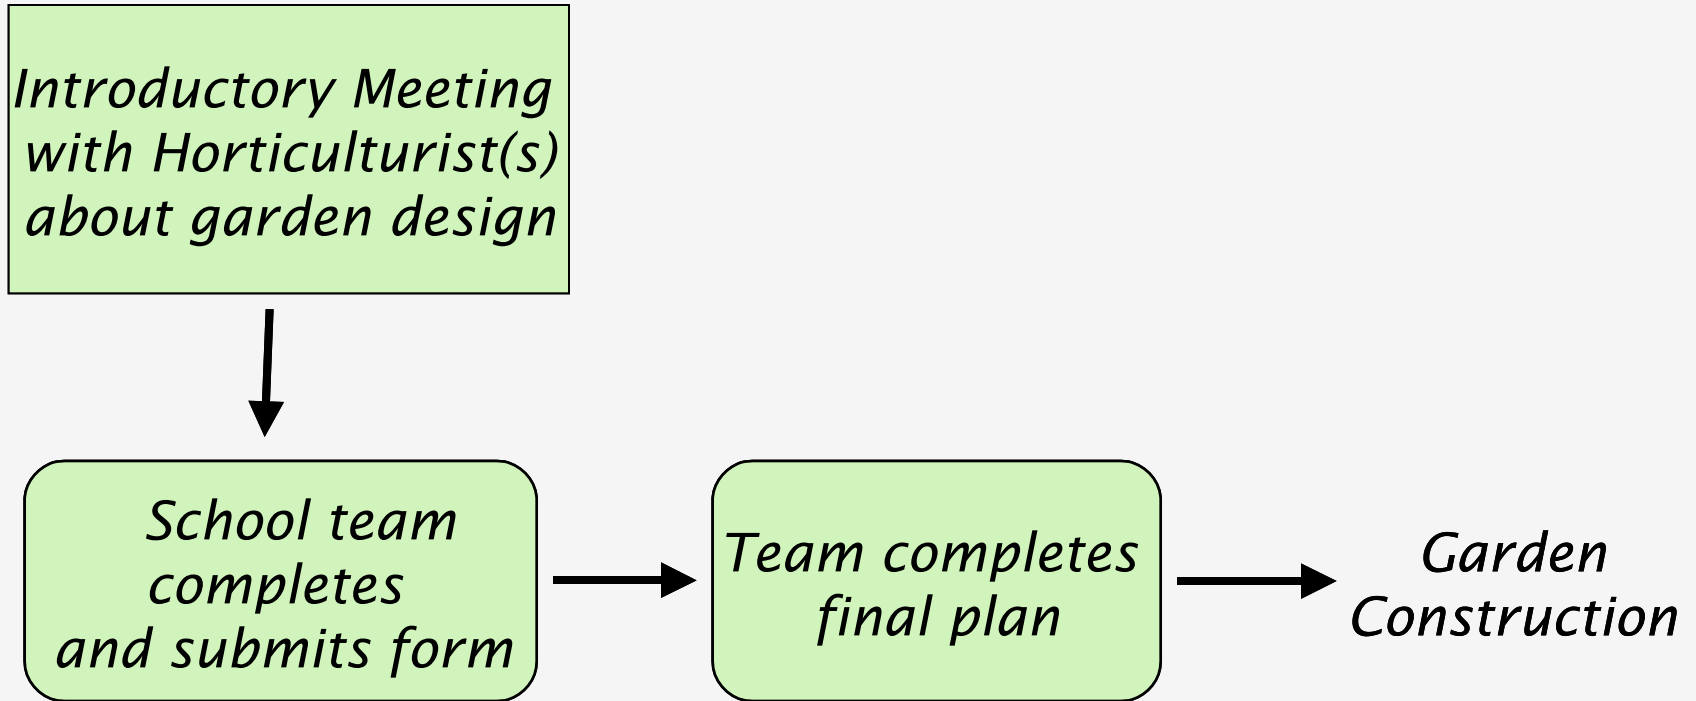 Introductory Meeting
with Horticulturist(s)
about garden design
School team
completes
and submits form
Team completes
final plan
Garden
Construction